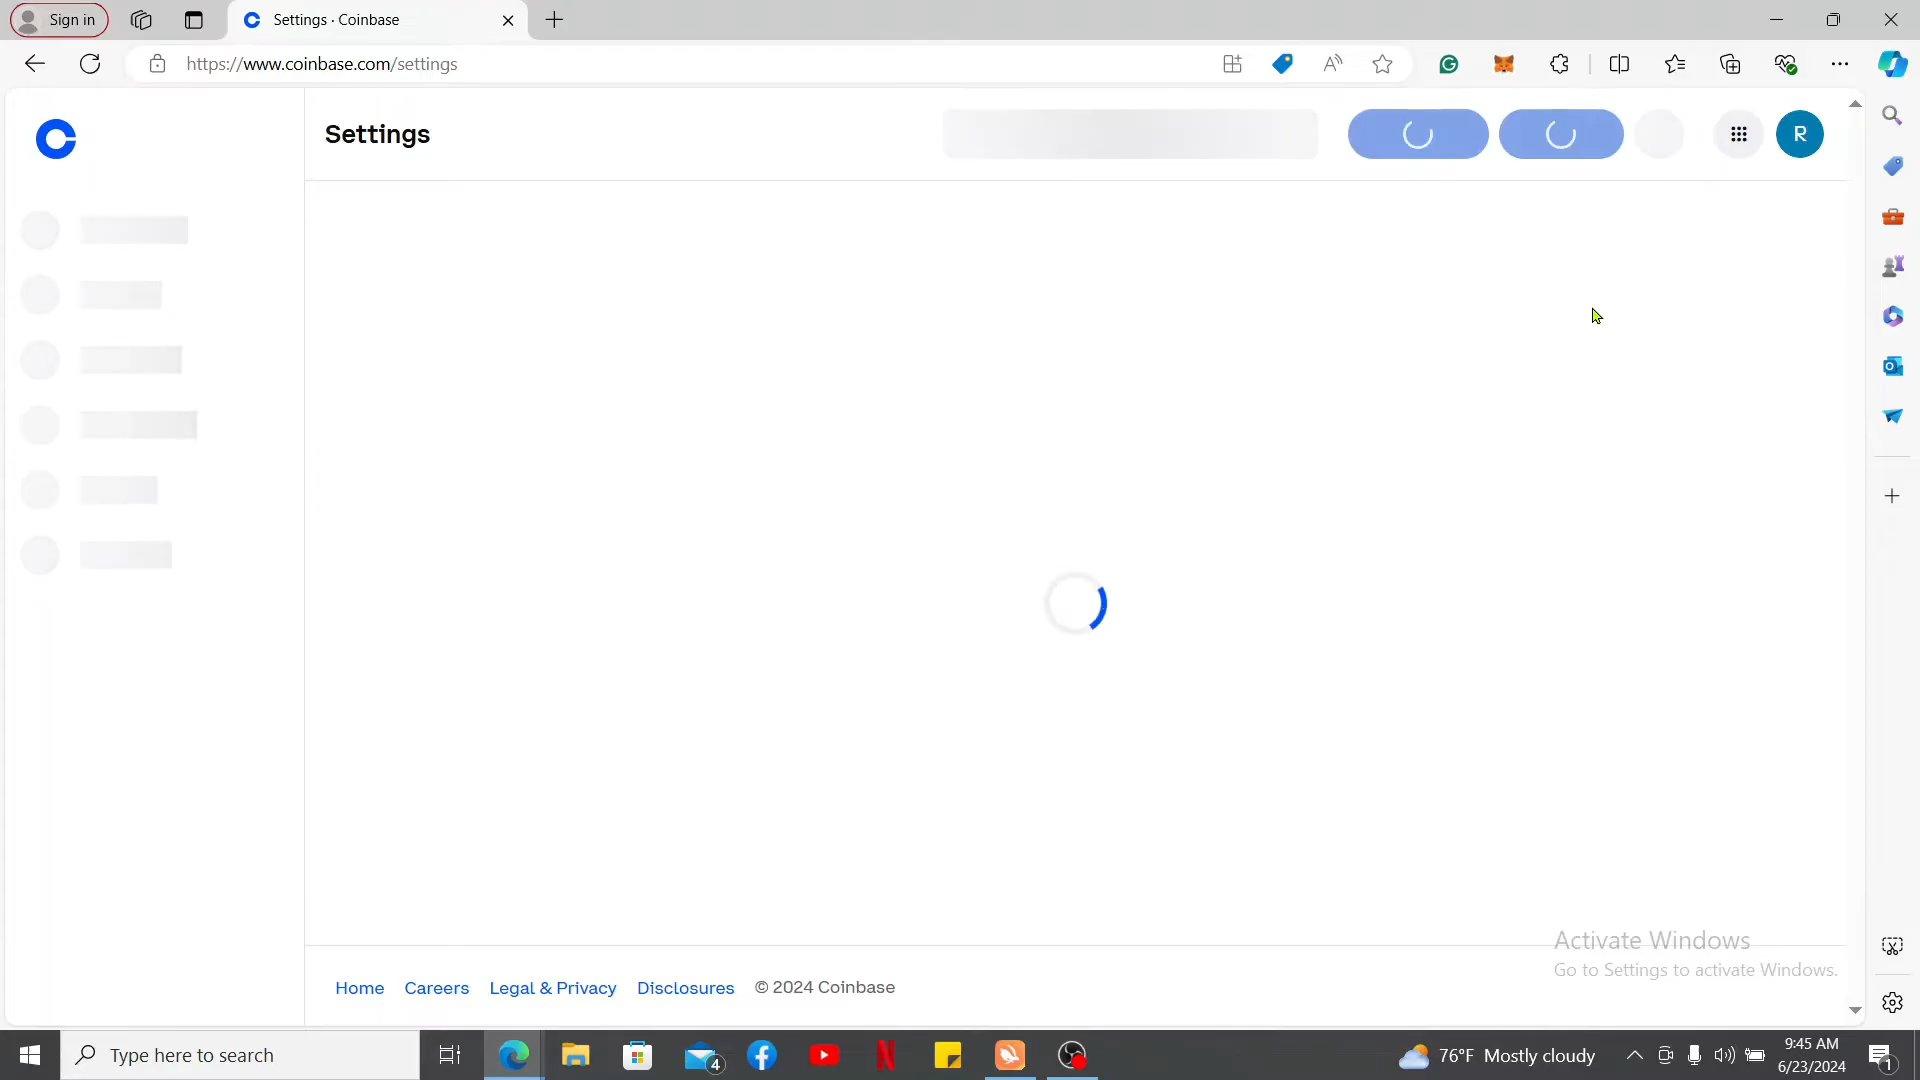 Sign in
Settings · Coinbase
https://www.coinbase.com/settings
Settings
R
Activate Windows
Go to Settings to activate Windows.
Home Careers Legal & Privacy Disclosures © 2024 Coinbase
Type here to search
4
76°F Mostly cloudy
9:45 AM
6/23/2024
1